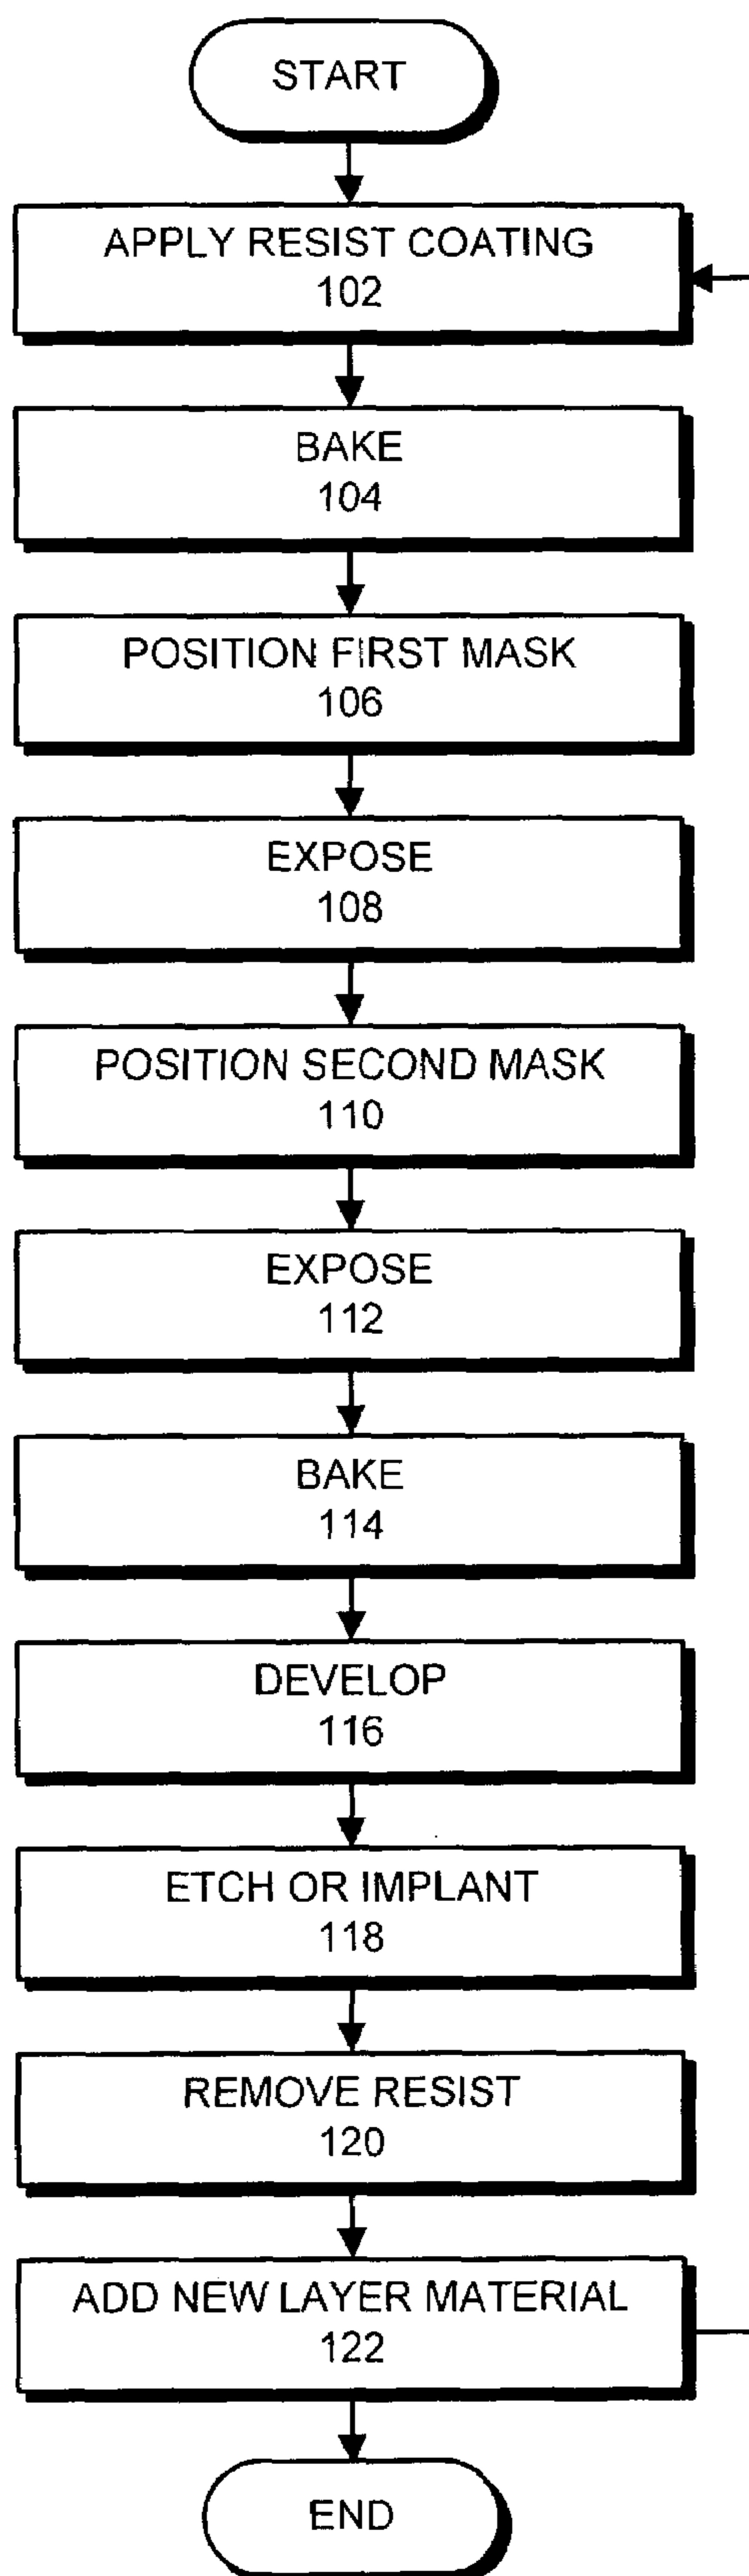 START
APPLY RESIST COATING
102
BAKE
104
POSITION FIRST MASK
106
EXPOSE
108
POSITION SECOND MASK
110
EXPOSE
112
BAKE
114
DEVELOP
116
ETCH OR IMPLANT
118
REMOVE RESIST
120
ADD NEW LAYER MATERIAL
122
END